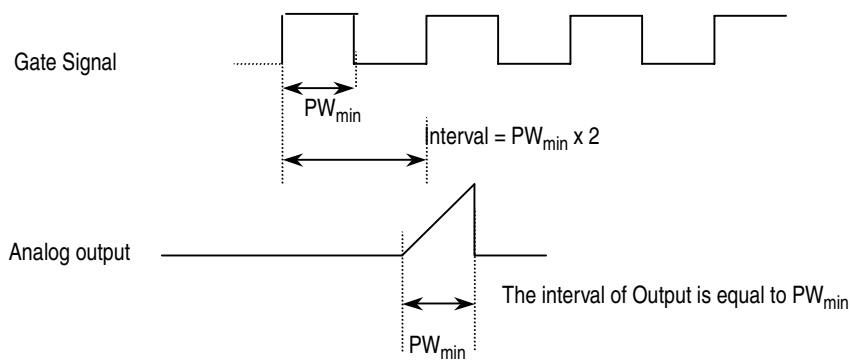 Gate Signal
PWmin
Interval = PWmin x 2
Analog output
The interval of Output is equal to PWmin
PWmin